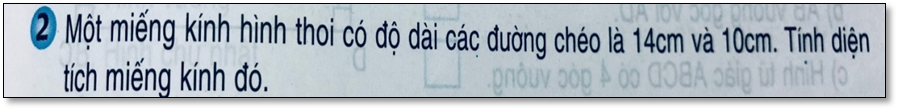 2 Một miếng kính hình thoi có độ dài các đường chéo là 14cm và 10cm. Tính diện
tích miếng kính đó.